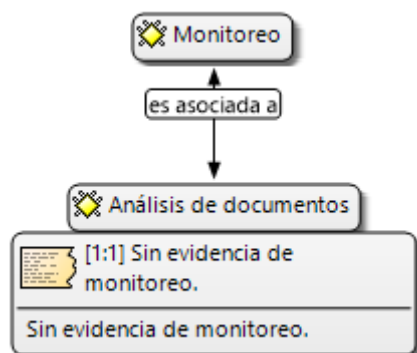 Monitoreo
es asociada a
Análisis de documentos
[1:1] Sin evidencia de
monitoreo.
Sin evidencia de monitoreo.